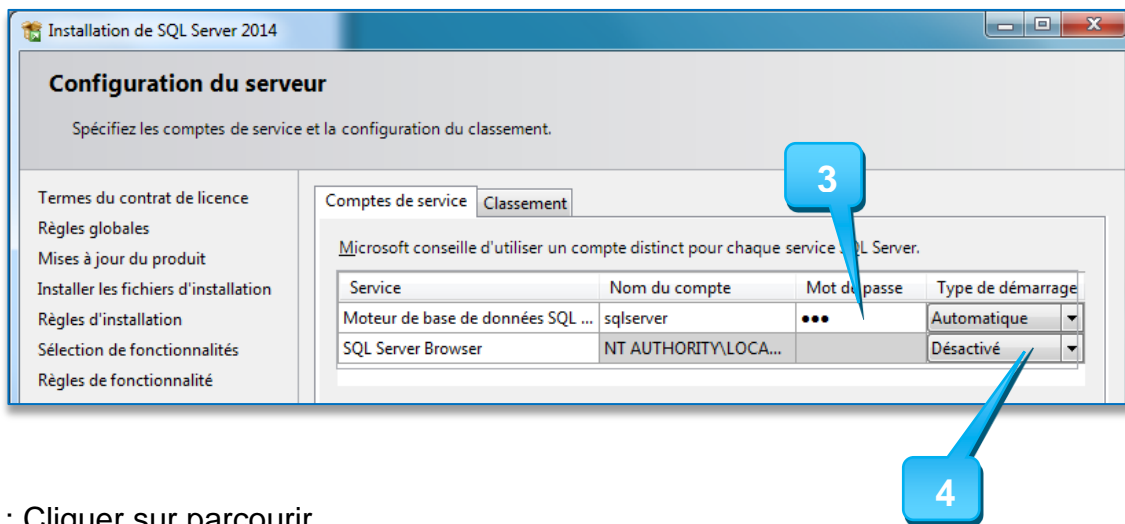 Installation de SQL Server 2014
Configuration du serveur
Spécifiez les comptes de service et la configuration du classement.
3
Termes du contrat de licence
Règles globales
Mises à jour du produit
Installer les fichiers d'installation
Règles d'installation
Sélection de fonctionnalités
Règles de fonctionnalité
Comptes de service Classement
Microsoft conseille d'utiliser un compte distinct pour chaque service SQL Server.
Service Nom du compte Mot de passe Type de démarrage
Moteur de base de données SQL ... sqlserver ●●● Automatique
SQL Server Browser NT AUTHORITY\LOCA... Désactivé
4
: Cliquer sur parcourir